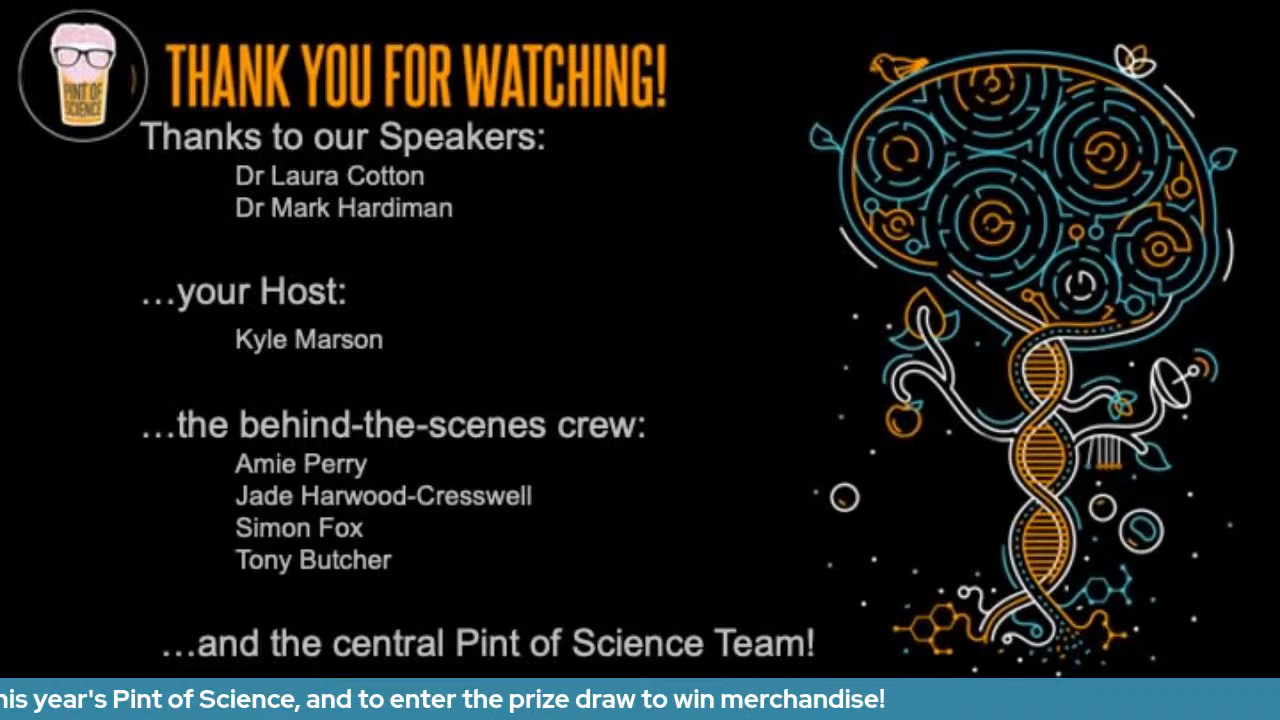 PINT OF
SCIENCE
THANK YOU FOR WATCHING!
Thanks to our Speakers:
Dr Laura Cotton
Dr Mark Hardiman
…your Host:
Kyle Marson
…the behind-the-scenes crew:
Amie Perry
Jade Harwood-Cresswell
Simon Fox
Tony Butcher
…and the central Pint of Science Team!
his year's Pint of Science, and to enter the prize draw to win merchandise!